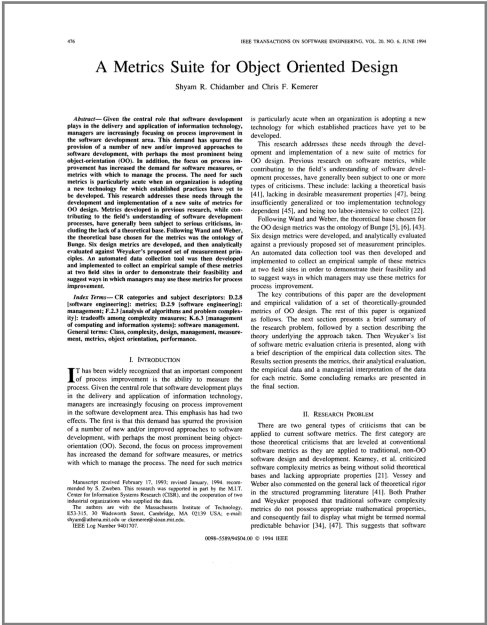 476
IEEE TRANSACTIONS ON SOFTWARE ENGINEERING, VOL. 20, NO. 6, JUNE 1994
A Metrics Suite for Object Oriented Design
Shyam R. Chidamber and Chris F. Kemerer
Abstract—Given the central role that software development
plays in the delivery and application of information technology,
managers are increasingly focusing on process improvement in
the software development area. This demand has spurred the
provision of a number of new and/or improved approaches to
software development, with perhaps the most prominent being
object-orientation (OO). In addition, the focus on process im-
provement has increased the demand for software measures, or
metrics with which to manage the process. The need for such
metrics is particularly acute when an organization is adopting
a new technology for which established practices have yet to
be developed. This research addresses these needs through the
development and implementation of a new suite of metrics for
OO design. Metrics developed in previous research, while con-
tributing to the field's understanding of software development
processes, have generally been subject to serious criticisms, in-
cluding the lack of a theoretical base. Following Wand and Weber,
the theoretical base chosen for the metrics was the ontology of
Bunge. Six design metrics are developed, and then analytically
evaluated against Weyuker's proposed set of measurement prin-
ciples. An automated data collection tool was then developed
and implemented to collect an empirical sample of these metrics
at two field sites in order to demonstrate their feasibility and
suggest ways in which managers may use these metrics for process
improvement.
Index Terms— CR categories and subject descriptors: D.2.8
[software engineering]: metrics; D.2.9 [software engineering]:
management; F.2.3 [analysis of algorithms and problem complex-
ity]: tradeoffs among complexity measures; K.6.3 [management
of computing and information systems]: software management.
General terms: Class, complexity, design, management, measure-
ment, metrics, object orientation, performance.
I. INTRODUCTION
IT has been widely recognized that an important component
of process improvement is the ability to measure the
process. Given the central role that software development plays
in the delivery and application of information technology,
managers are increasingly focusing on process improvement
in the software development area. This emphasis has had two
effects. The first is that this demand has spurred the provision
of a number of new and/or improved approaches to software
development, with perhaps the most prominent being object-
orientation (OO). Second, the focus on process improvement
has increased the demand for software measures, or metrics
with which to manage the process. The need for such metrics
Manuscript received February 17, 1993; revised January, 1994. recom-
mended by S. Zweben. This research was supported in part by the M.I.T.
Center for Information Systems Research (CISR), and the cooperation of two
industrial organizations who supplied the data.
The authors are with the Massachusetts Institute of Technology,
E53-315, 30 Wadsworth Street, Cambridge, MA 02139 USA; e-mail:
shyam@athena.mit.edu or ckemerer@sloan.mit.edu.
IEEE Log Number 9401707.
is particularly acute when an organization is adopting a new
technology for which established practices have yet to be
developed.
This research addresses these needs through the devel-
opment and implementation of a new suite of metrics for
OO design. Previous research on software metrics, while
contributing to the field's understanding of software devel-
opment processes, have generally been subject to one or more
types of criticisms. These include: lacking a theoretical basis
[41], lacking in desirable measurement properties [47], being
insufficiently generalized or too implementation technology
dependent [45], and being too labor-intensive to collect [22].
Following Wand and Weber, the theoretical base chosen for
the OO design metrics was the ontology of Bunge [5], [6], [43].
Six design metrics were developed, and analytically evaluated
against a previously proposed set of measurement principles.
An automated data collection tool was then developed and
implemented to collect an empirical sample of these metrics
at two field sites in order to demonstrate their feasibility and
to suggest ways in which managers may use these metrics for
process improvement.
The key contributions of this paper are the development
and empirical validation of a set of theoretically-grounded
metrics of OO design. The rest of this paper is organized
as follows. The next section presents a brief summary of
the research problem, followed by a section describing the
theory underlying the approach taken. Then Weyuker's list
of software metric evaluation criteria is presented, along with
a brief description of the empirical data collection sites. The
Results section presents the metrics, their analytical evaluation,
the empirical data and a managerial interpretation of the data
for each metric. Some concluding remarks are presented in
the final section.
II. RESEARCH PROBLEM
There are two general types of criticisms that can be
applied to current software metrics. The first category are
those theoretical criticisms that are leveled at conventional
software metrics as they are applied to traditional, non-OO
software design and development. Kearney, et al. criticized
software complexity metrics as being without solid theoretical
bases and lacking appropriate properties [21]. Vessey and
Weber also commented on the general lack of theoretical rigor
in the structured programming literature [41]. Both Prather
and Weyuker proposed that traditional software complexity
metrics do not possess appropriate mathematical properties,
and consequently fail to display what might be termed normal
predictable behavior [34], [47]. This suggests that software
0098-5589/94$04.00 © 1994 IEEE